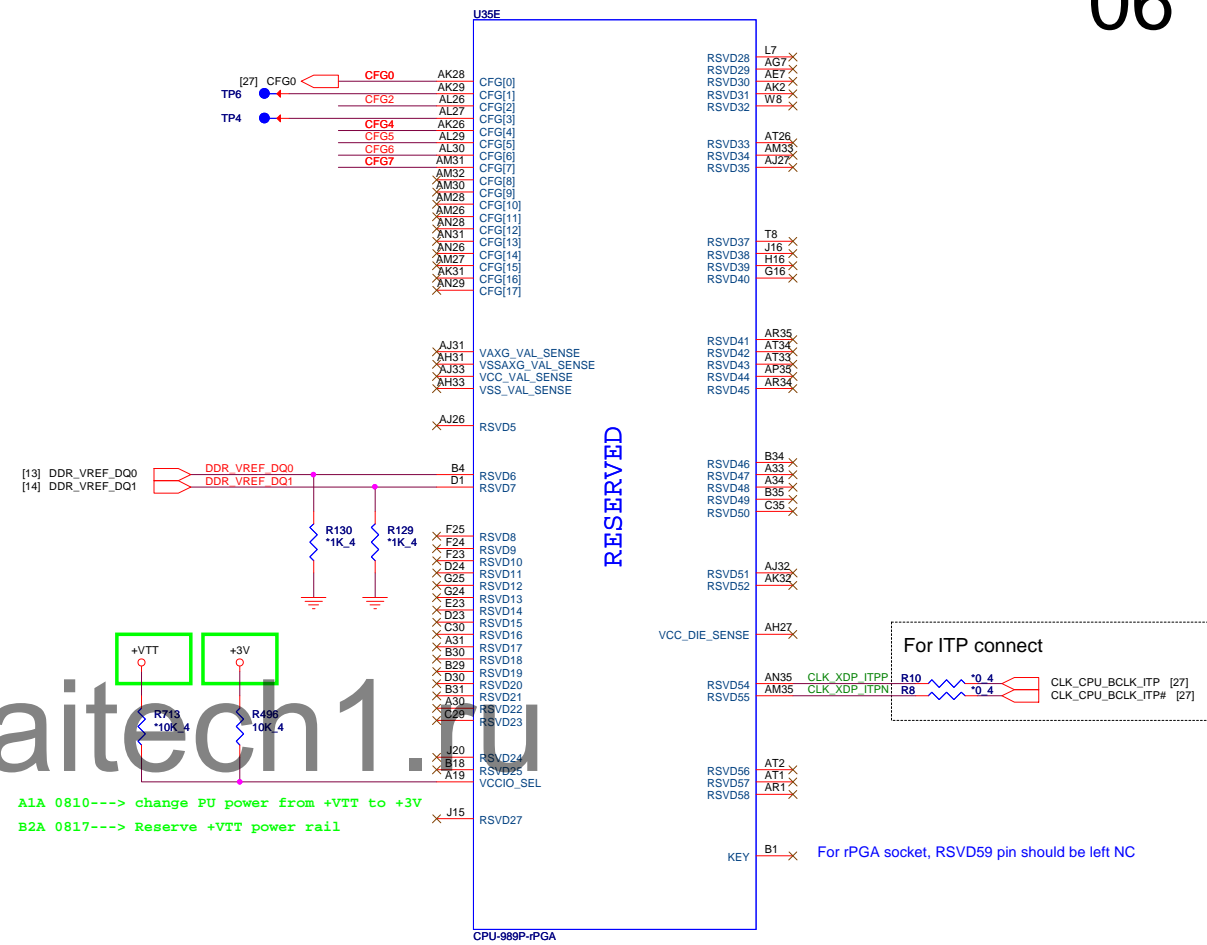 06
U35E
[27] CFG0 CFG0 AK28 CFG[0]
TP6 AK29 CFG[1]
CFG2 AL26 CFG[2]
TP4 AL27 CFG[3]
CFG4 AK26 CFG[4]
CFG5 AL29 CFG[5]
CFG6 AL30 CFG[6]
CFG7 AM31 CFG[7]
AM32 CFG[8]
AM30 CFG[9]
AM28 CFG[10]
AM26 CFG[11]
AN28 CFG[12]
AN31 CFG[13]
AN26 CFG[14]
AM27 CFG[15]
AK31 CFG[16]
AN29 CFG[17]
AJ31 VAXG_VAL_SENSE
AH31 VSSAXG_VAL_SENSE
AJ33 VCC_VAL_SENSE
AH33 VSS_VAL_SENSE
AJ26 RSVD5
[13] DDR_VREF_DQ0 DDR_VREF_DQ0 B4 RSVD6
[14] DDR_VREF_DQ1 DDR_VREF_DQ1 D1 RSVD7
R130 R129
*1K_4 *1K_4
F25 RSVD8
F24 RSVD9
F23 RSVD10
D24 RSVD11
G25 RSVD12
G24 RSVD13
E23 RSVD14
D23 RSVD15
C30 RSVD16
A31 RSVD17
B30 RSVD18
B29 RSVD19
D30 RSVD20
B31 RSVD21
A30 RSVD22
C29 RSVD23
J20 RSVD24
B18 RSVD25
A19 VCCIO_SEL
J15 RSVD27
+VTT +3V
R713 R496
*10K_4 10K_4
aitech1.ru
A1A 0810---> change PU power from +VTT to +3V
B2A 0817---> Reserve +VTT power rail
RESERVED
RSVD28 L7
RSVD29 AG7
RSVD30 AE7
RSVD31 AK2
RSVD32 W8
RSVD33 AT26
RSVD34 AM33
RSVD35 AJ27
RSVD37 T8
RSVD38 J16
RSVD39 H16
RSVD40 G16
RSVD41 AR35
RSVD42 AT34
RSVD43 AT33
RSVD44 AP35
RSVD45 AR34
RSVD46 B34
RSVD47 A33
RSVD48 A34
RSVD49 B35
RSVD50 C35
RSVD51 AJ32
RSVD52 AK32
VCC_DIE_SENSE AH27
For ITP connect
RSVD54 AN35 CLK_XDP_ITPP R10 *0_4 CLK_CPU_BCLK_ITP [27]
RSVD55 AM35 CLK_XDP_ITPN R8 *0_4 CLK_CPU_BCLK_ITP# [27]
RSVD56 AT2
RSVD57 AT1
RSVD58 AR1
KEY B1 For rPGA socket, RSVD59 pin should be left NC
CPU-989P-rPGA